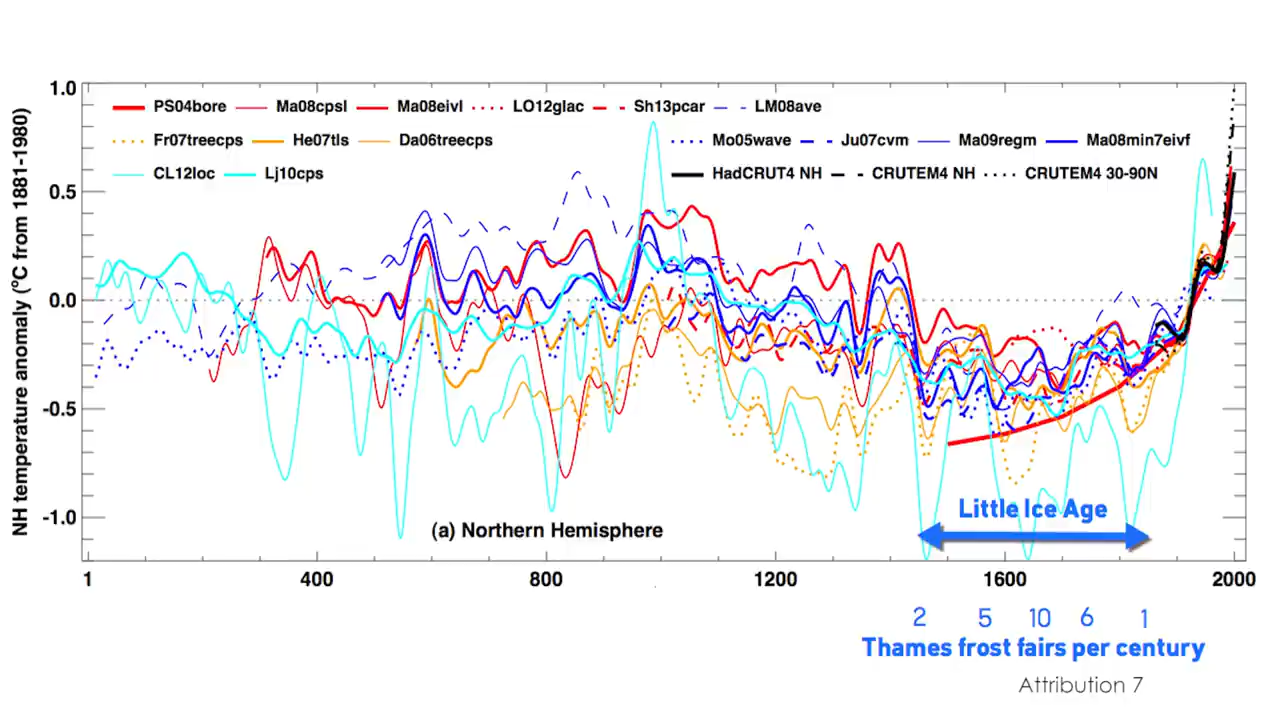 1.0
PS04bore Ma08cpsl Ma08eivl LO12glac Sh13pcar LM08ave
Fr07treecps He07tls Da06treecps Mo05wave Ju07cvm Ma09regm Ma08min7eivf
CL12loc Lj10cps HadCRUT4 NH CRUTEM4 NH CRUTEM4 30-90N
0.5
0.0
-0.5
-1.0
NH temperature anomaly (°C from 1881-1980)
(a) Northern Hemisphere
Little Ice Age
1 400 800 1200 1600 2000
2 5 10 6 1
Thames frost fairs per century
Attribution 7